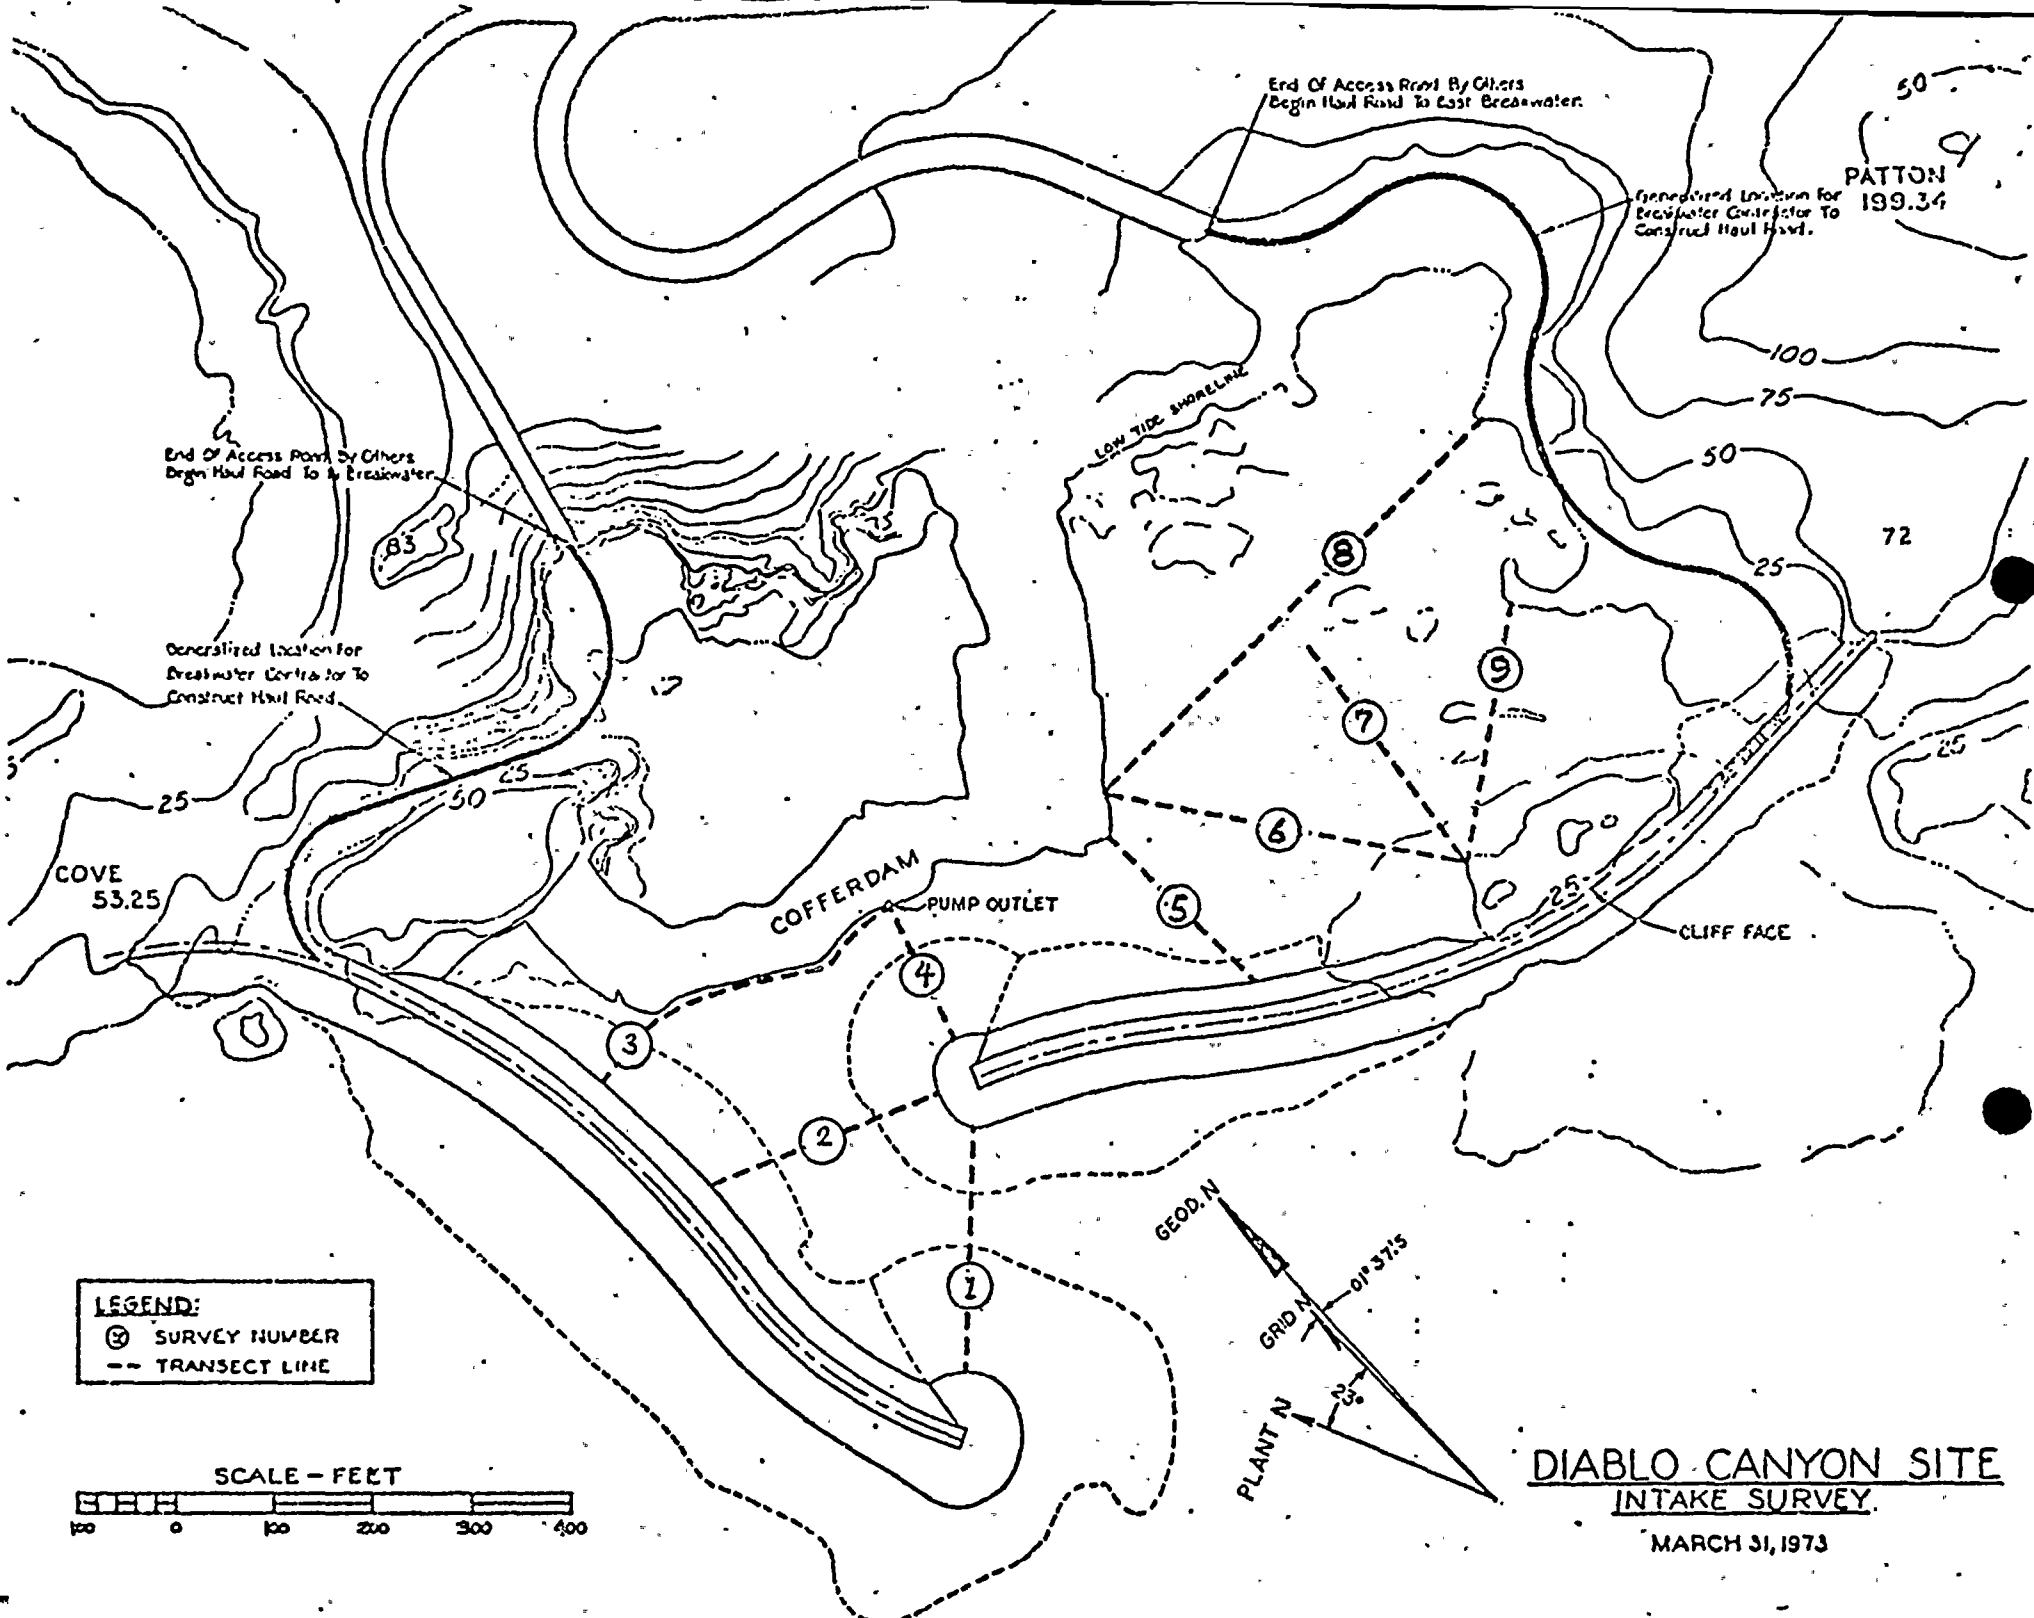 End Of Access Road By Others
Begin Haul Road To East Breakwater.
50
PATTON
199.34
Generalized Location For
Breakwater Contractor To
Construct Haul Road.
100
75
LOW TIDE SHORELINE
50
End Of Access Road By Others
Begin Haul Road To Breakwater
83
8
72
25
Generalized Location For
Breakwater Contractor To
Construct Haul Road
9
7
25
25
50
25
6
COVE
53.25
COFFERDAM
PUMP OUTLET
5
25
CLIFF FACE
4
3
2
1
GEOD. N
01° 37.'5
GRID N
23°
PLANT N
LEGEND:
SURVEY NUMBER
-- TRANSECT LINE
SCALE - FEET
100 0 100 200 300 400
DIABLO CANYON SITE
INTAKE SURVEY.
MARCH 31, 1973